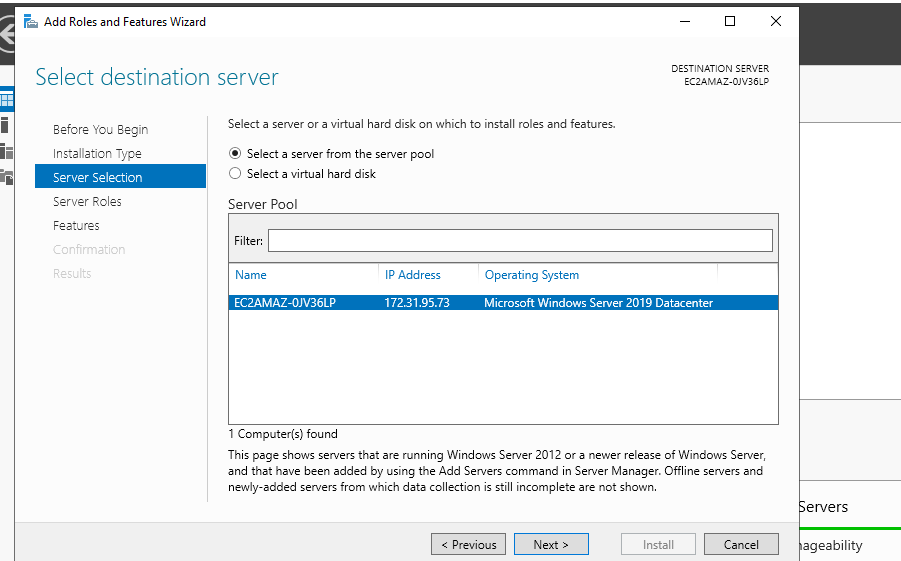 Add Roles and Features Wizard
Select destination server
DESTINATION SERVER
EC2AMAZ-0JV36LP
Before You Begin
Installation Type
Server Selection
Server Roles
Features
Confirmation
Results
Select a server or a virtual hard disk on which to install roles and features.
Select a server from the server pool
Select a virtual hard disk
Server Pool
Filter:
Name IP Address Operating System
EC2AMAZ-0JV36LP 172.31.95.73 Microsoft Windows Server 2019 Datacenter
1 Computer(s) found
This page shows servers that are running Windows Server 2012 or a newer release of Windows Server,
and that have been added by using the Add Servers command in Server Manager. Offline servers and
newly-added servers from which data collection is still incomplete are not shown.
< Previous Next > Install Cancel
Servers
nageability